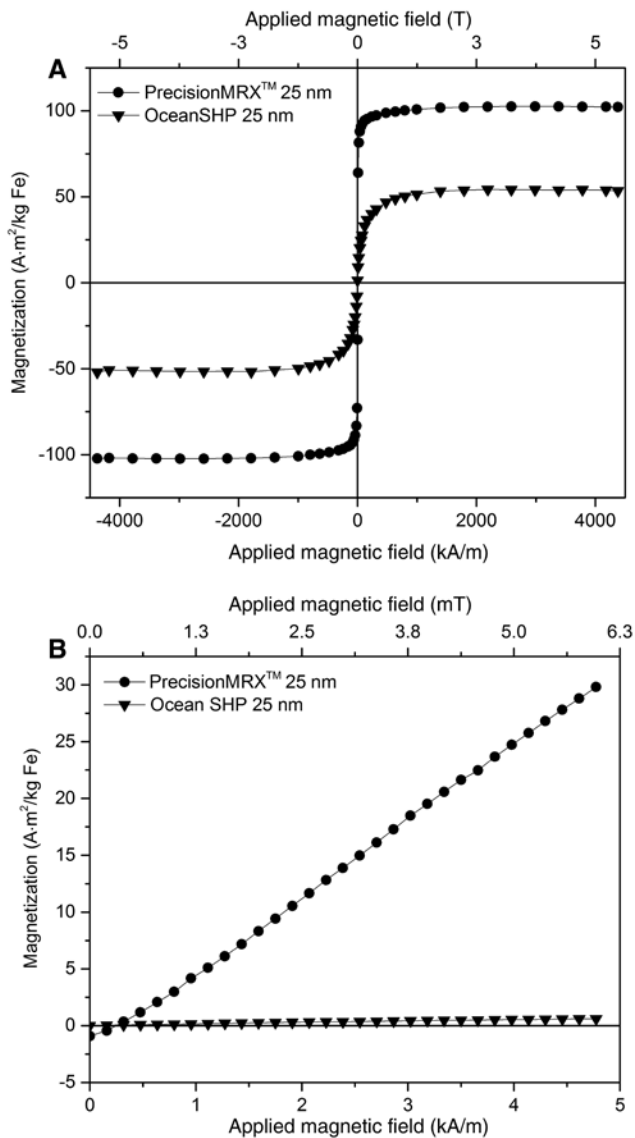 Applied magnetic field (T)
-5 -3 0 3 5
A
PrecisionMRX™ 25 nm
OceanSHP 25 nm
Magnetization (A·m²/kg Fe)
100
50
0
-50
-100
-4000 -2000 0 2000 4000
Applied magnetic field (kA/m)
Applied magnetic field (mT)
0.0 1.3 2.5 3.8 5.0 6.3
B
PrecisionMRX™ 25 nm
Ocean SHP 25 nm
Magnetization (A·m²/kg Fe)
30
25
20
15
10
5
0
-5
0 1 2 3 4 5
Applied magnetic field (kA/m)